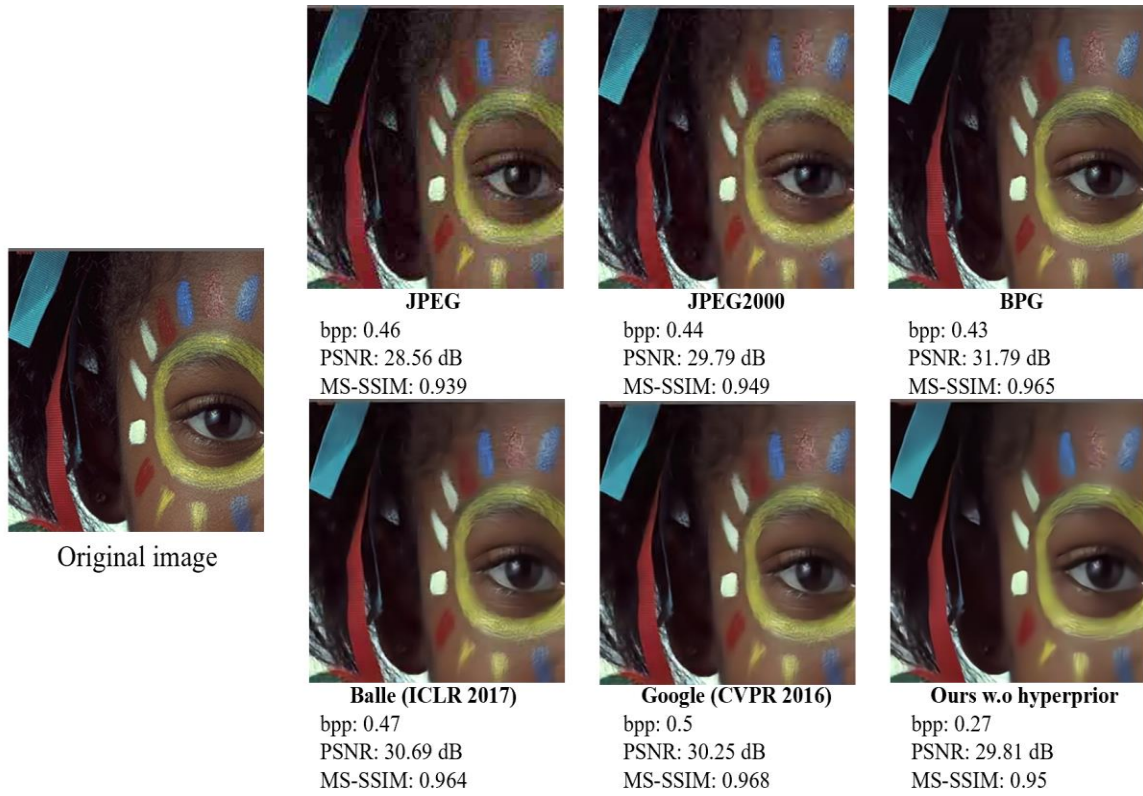 JPEG
bpp: 0.46
PSNR: 28.56 dB
MS-SSIM: 0.939
JPEG2000
bpp: 0.44
PSNR: 29.79 dB
MS-SSIM: 0.949
BPG
bpp: 0.43
PSNR: 31.79 dB
MS-SSIM: 0.965
Original image
Balle (ICLR 2017)
bpp: 0.47
PSNR: 30.69 dB
MS-SSIM: 0.964
Google (CVPR 2016)
bpp: 0.5
PSNR: 30.25 dB
MS-SSIM: 0.968
Ours w.o hyperprior
bpp: 0.27
PSNR: 29.81 dB
MS-SSIM: 0.95